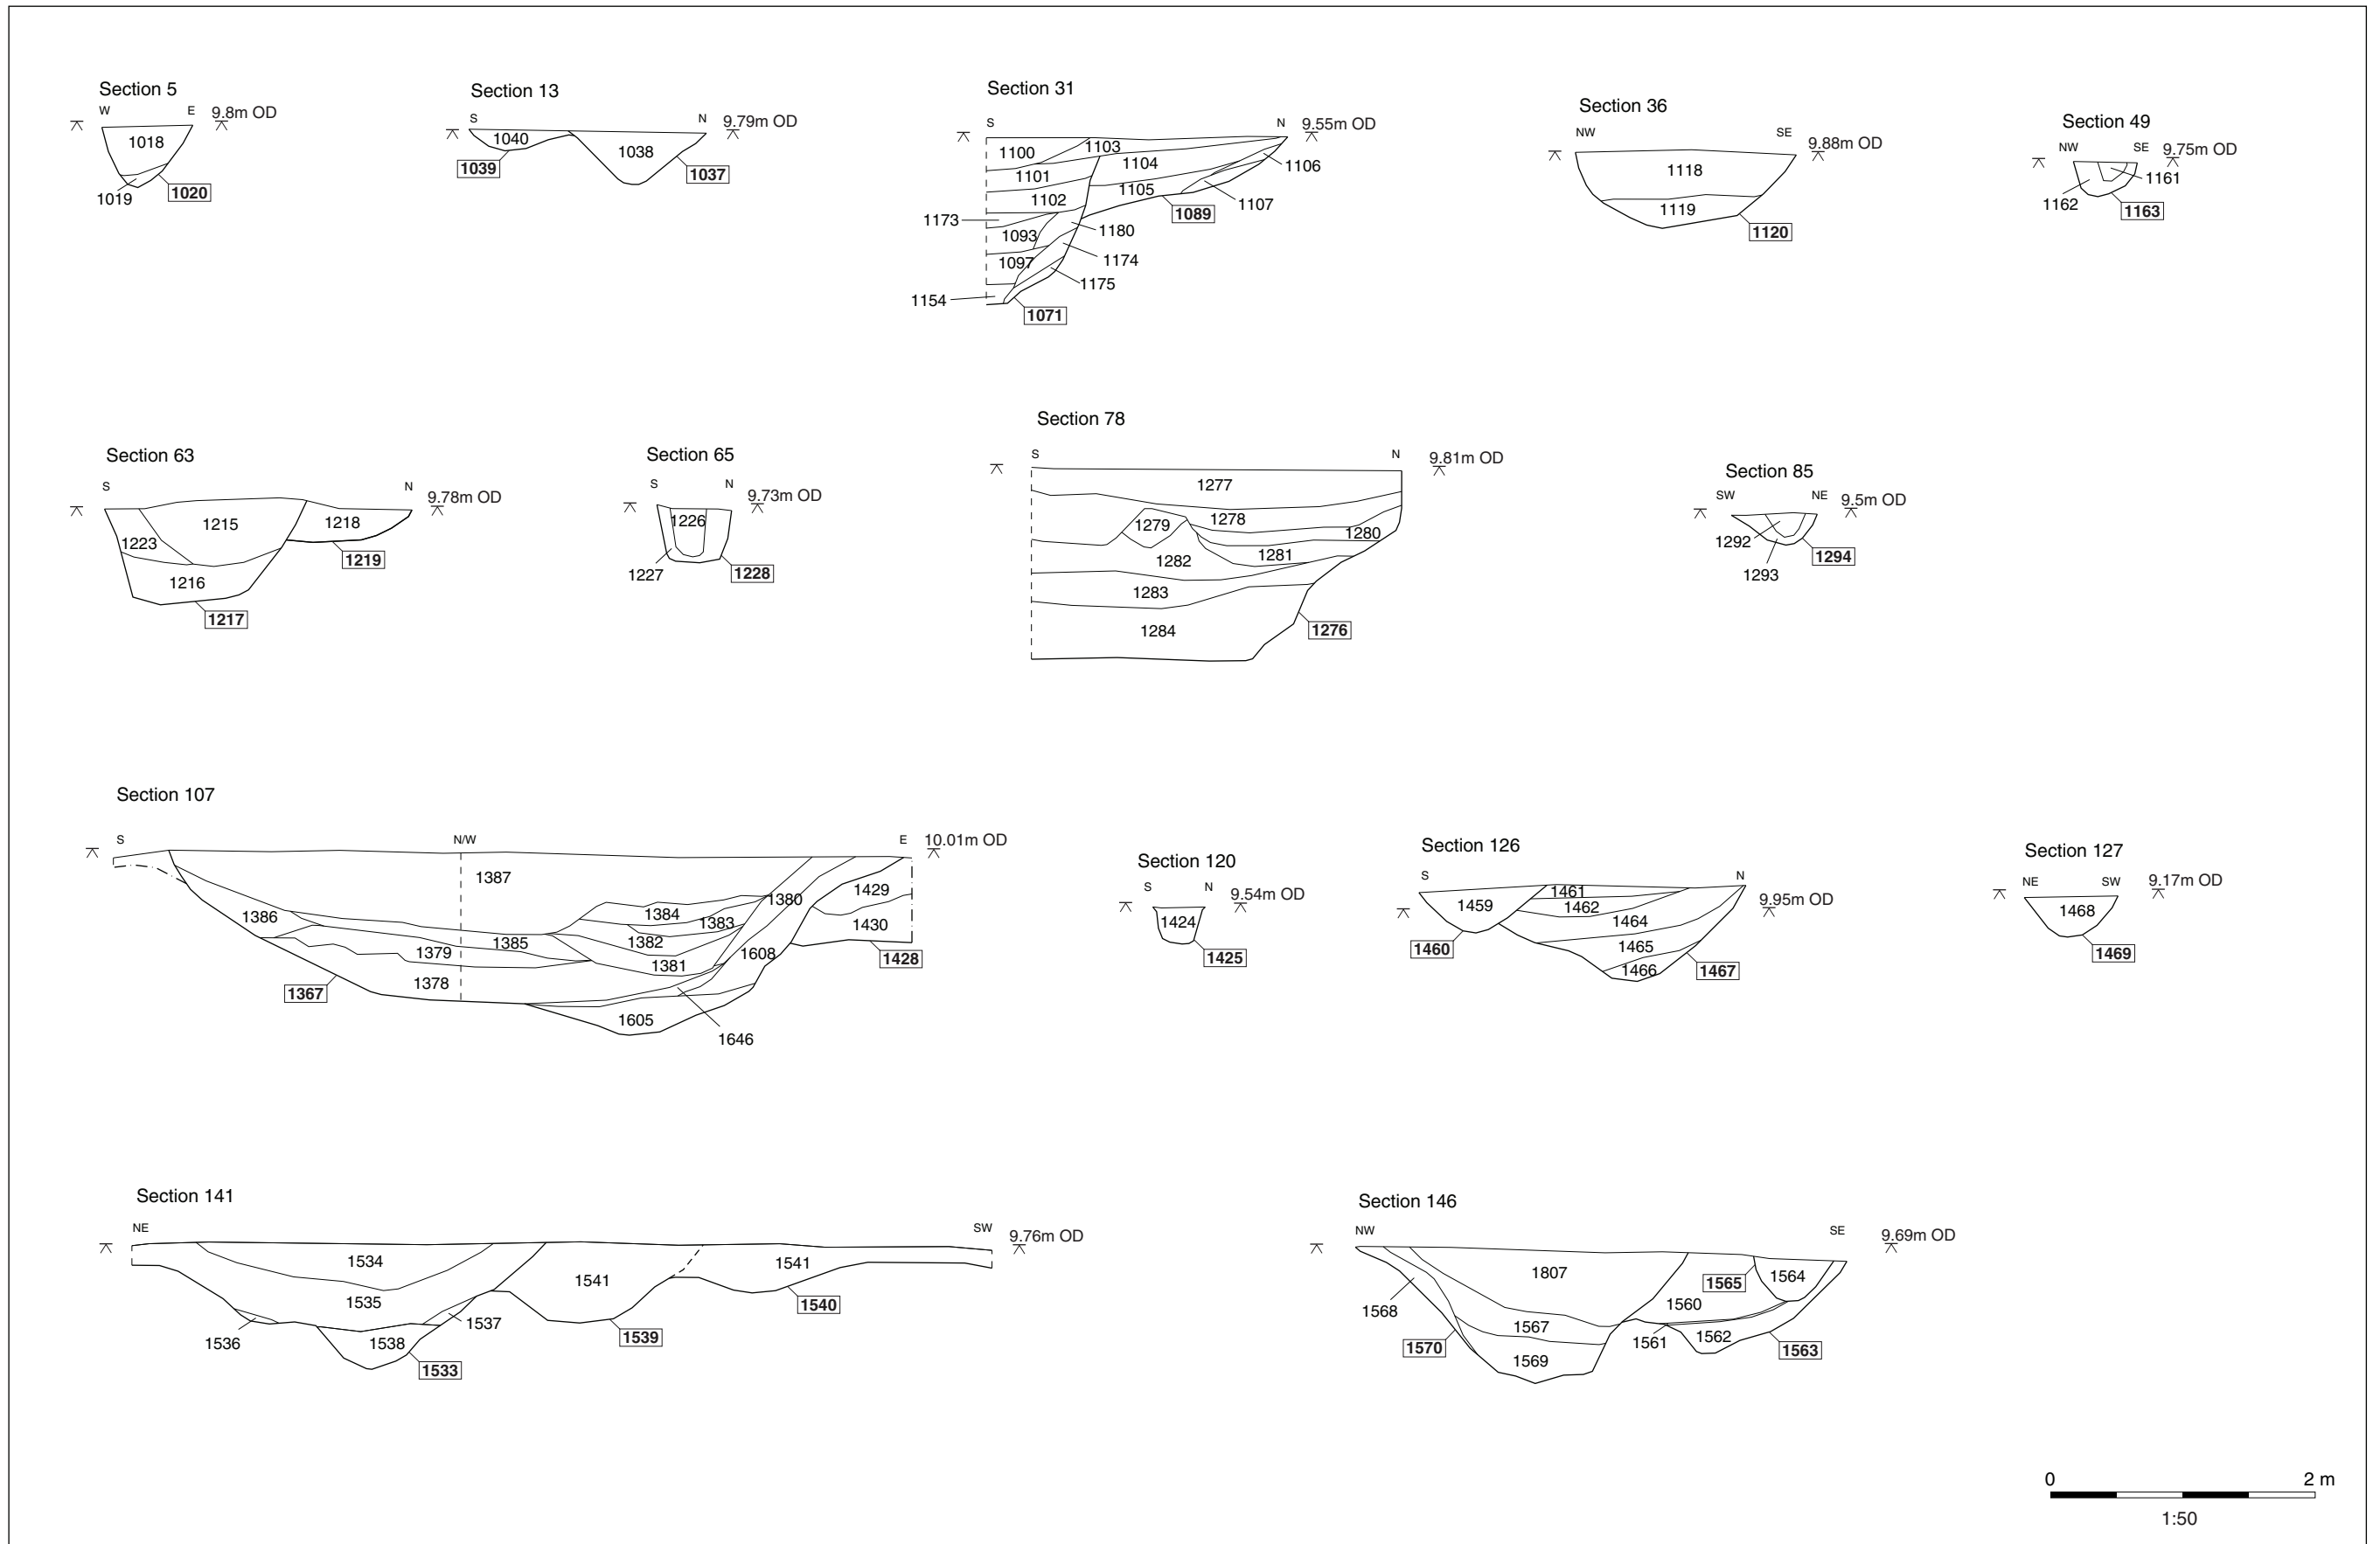 Section 5
W E 9.8m OD
1018
1019 1020
Section 13
S N 9.79m OD
1040
1038
1039 1037
Section 31
S N 9.55m OD
1100 1103
1104 1106
1101
1105
1102 1107
1173 1089
1093 1180
1097 1174
1175
1154
1071
Section 36
NW SE 9.88m OD
1118
1119
1120
Section 49
NW SE 9.75m OD
1161
1162 1163
Section 63
S N 9.78m OD
1215 1218
1223
1219
1216
1217
Section 65
S N 9.73m OD
1226
1227 1228
Section 78
S N 9.81m OD
1277
1279 1278
1280
1282 1281
1283
1284 1276
Section 85
SW NE 9.5m OD
1292
1293 1294
Section 107
S N/W E 10.01m OD
1387
1429
1380
1386 1384 1383 1430
1385 1382
1379 1608
1381 1428
1378
1367
1605
1646
Section 120
S N 9.54m OD
1424
1425
Section 126
S N 9.95m OD
1461
1459 1462
1464
1460 1465
1466 1467
Section 127
NE SW 9.17m OD
1468
1469
Section 141
NE SW 9.76m OD
1534 1541
1541
1535 1540
1537
1536 1538 1539
1533
Section 146
NW SE 9.69m OD
1807 1565 1564
1568 1560
1567
1570 1561 1562 1563
1569
0 2 m
1:50